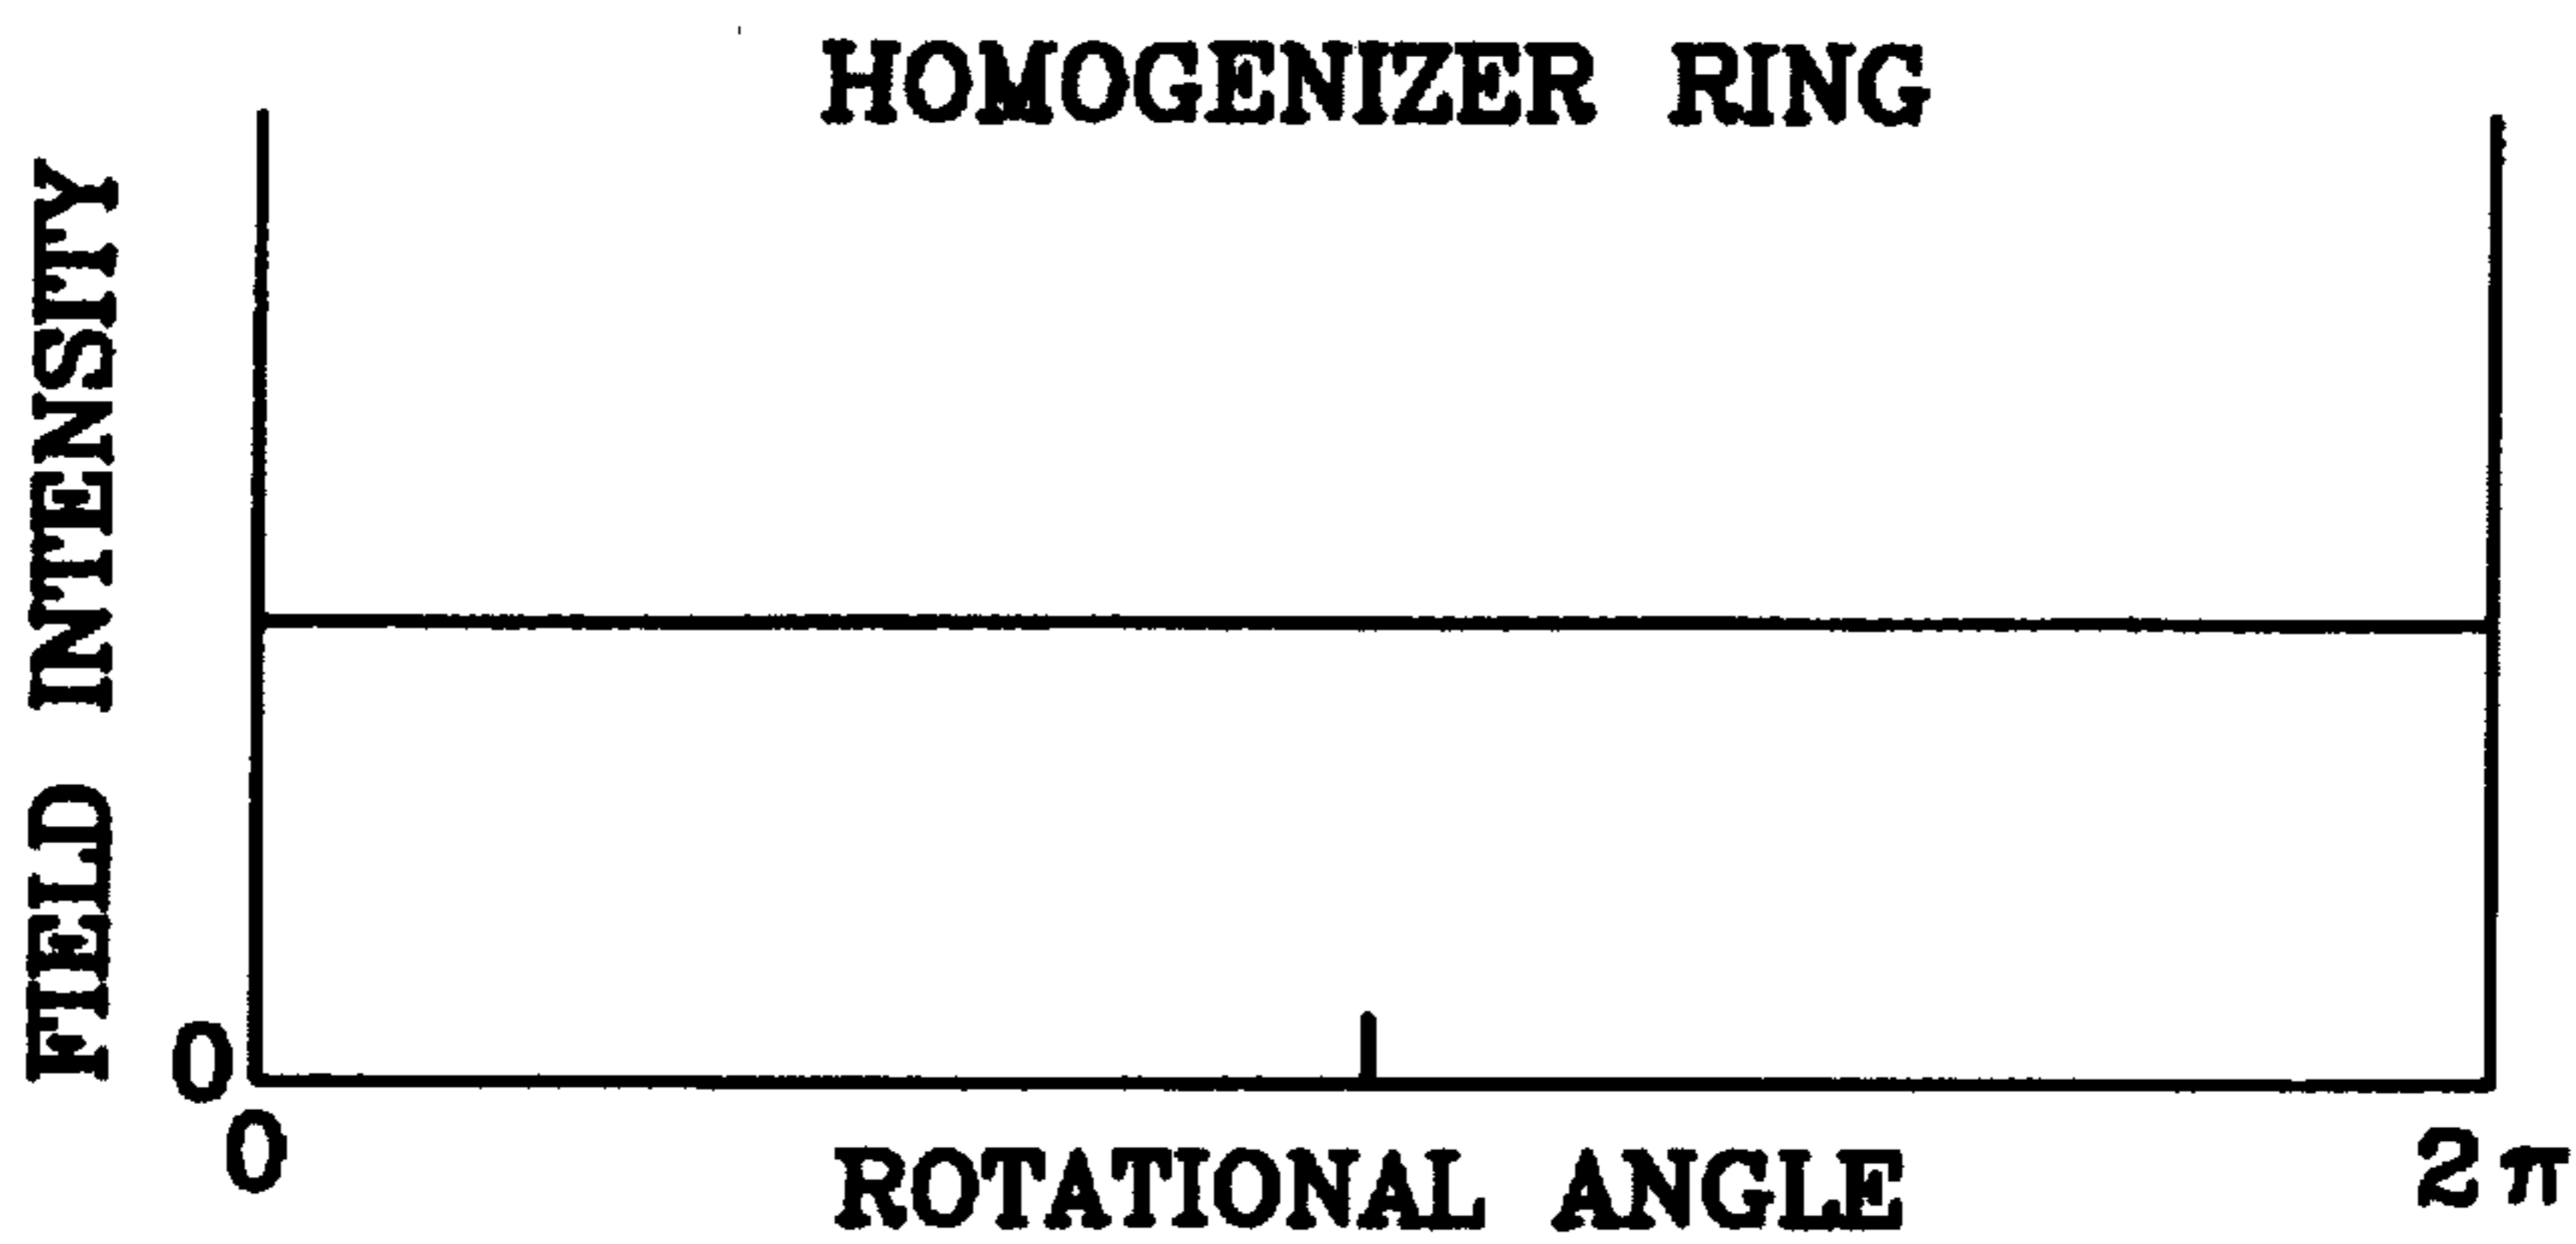 HOMOGENIZER RING
FIELD INTENSITY
0
0
ROTATIONAL ANGLE
2π